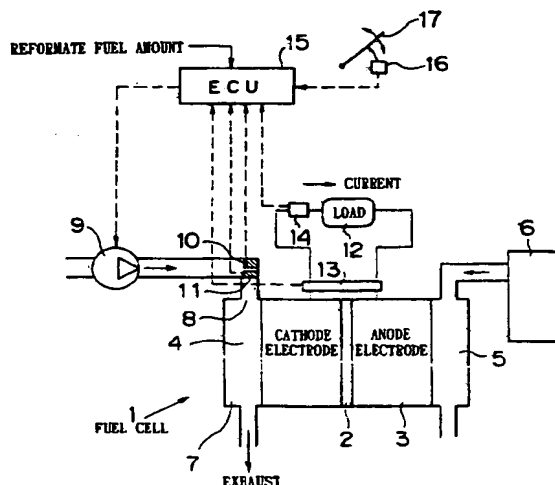 17
REFORMATE FUEL AMOUNT
15
16
ECU
CURRENT
LOAD
14
12
6
9
10
13
11
8
4
CATHODE ELECTRODE
ANODE ELECTRODE
5
1
FUEL CELL
7
2
3
EXHAUST